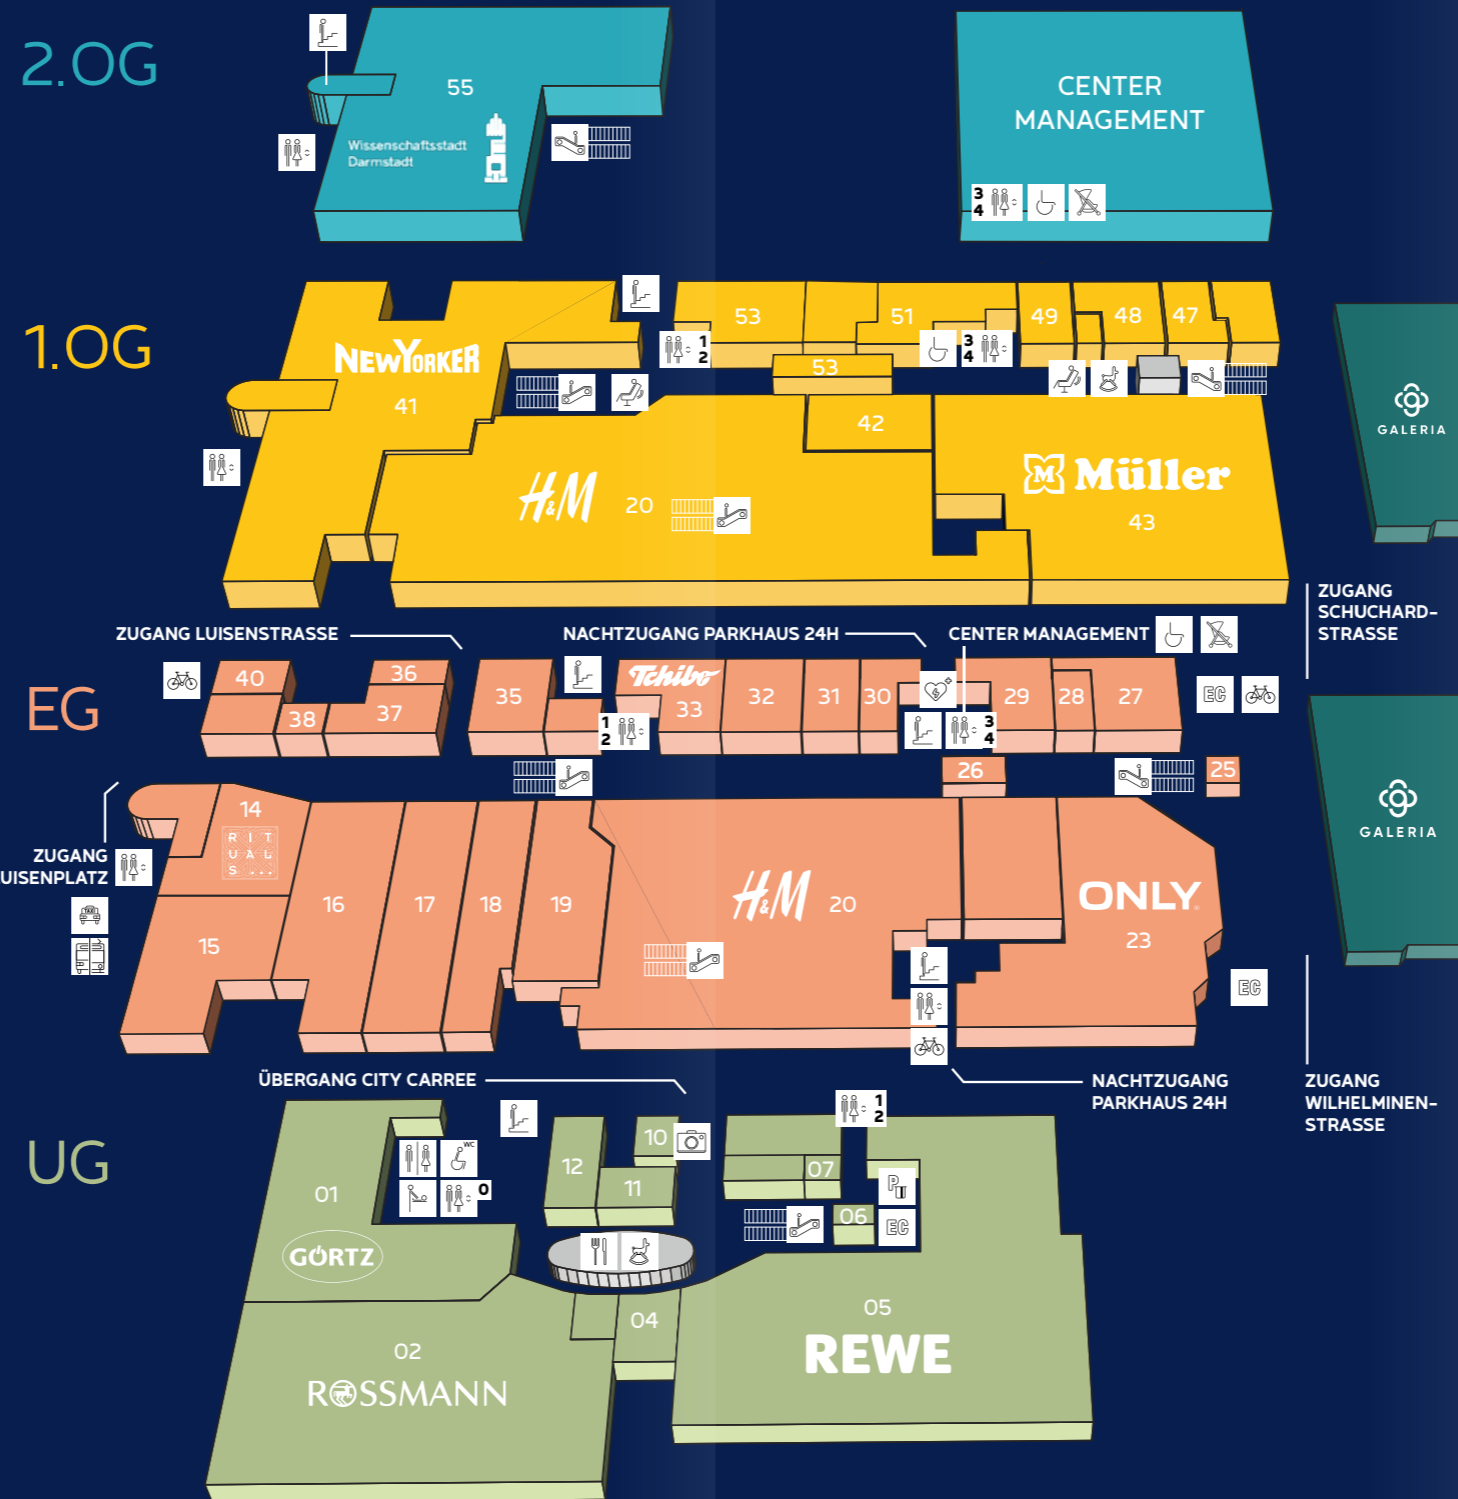 2.OG
55
Wissenschaftsstadt
Darmstadt
CENTER
MANAGEMENT
3
4
1.OG
NEWYORKER
41
53
51
49
48
47
1
2
3
4
53
42
H&M
20
M Müller
43
GALERIA
ZUGANG
SCHUCHARD-
STRASSE
ZUGANG LUISENSTRASSE
NACHTZUGANG PARKHAUS 24H
CENTER MANAGEMENT
EG
40
38
36
37
35
Tchibo
33
32
31
30
29
28
27
EC
1
2
3
4
26
25
14
RIT
UAL
S...
ZUGANG
UISENPLATZ
TAXI
15
16
17
18
19
H&M
20
ONLY
23
GALERIA
EC
ÜBERGANG CITY CARREE
NACHTZUGANG
PARKHAUS 24H
ZUGANG
WILHELMINEN-
STRASSE
UG
01
GÖRTZ
WC
0
12
10
11
1
2
07
06
P
EC
04
05
REWE
02
ROSSMANN